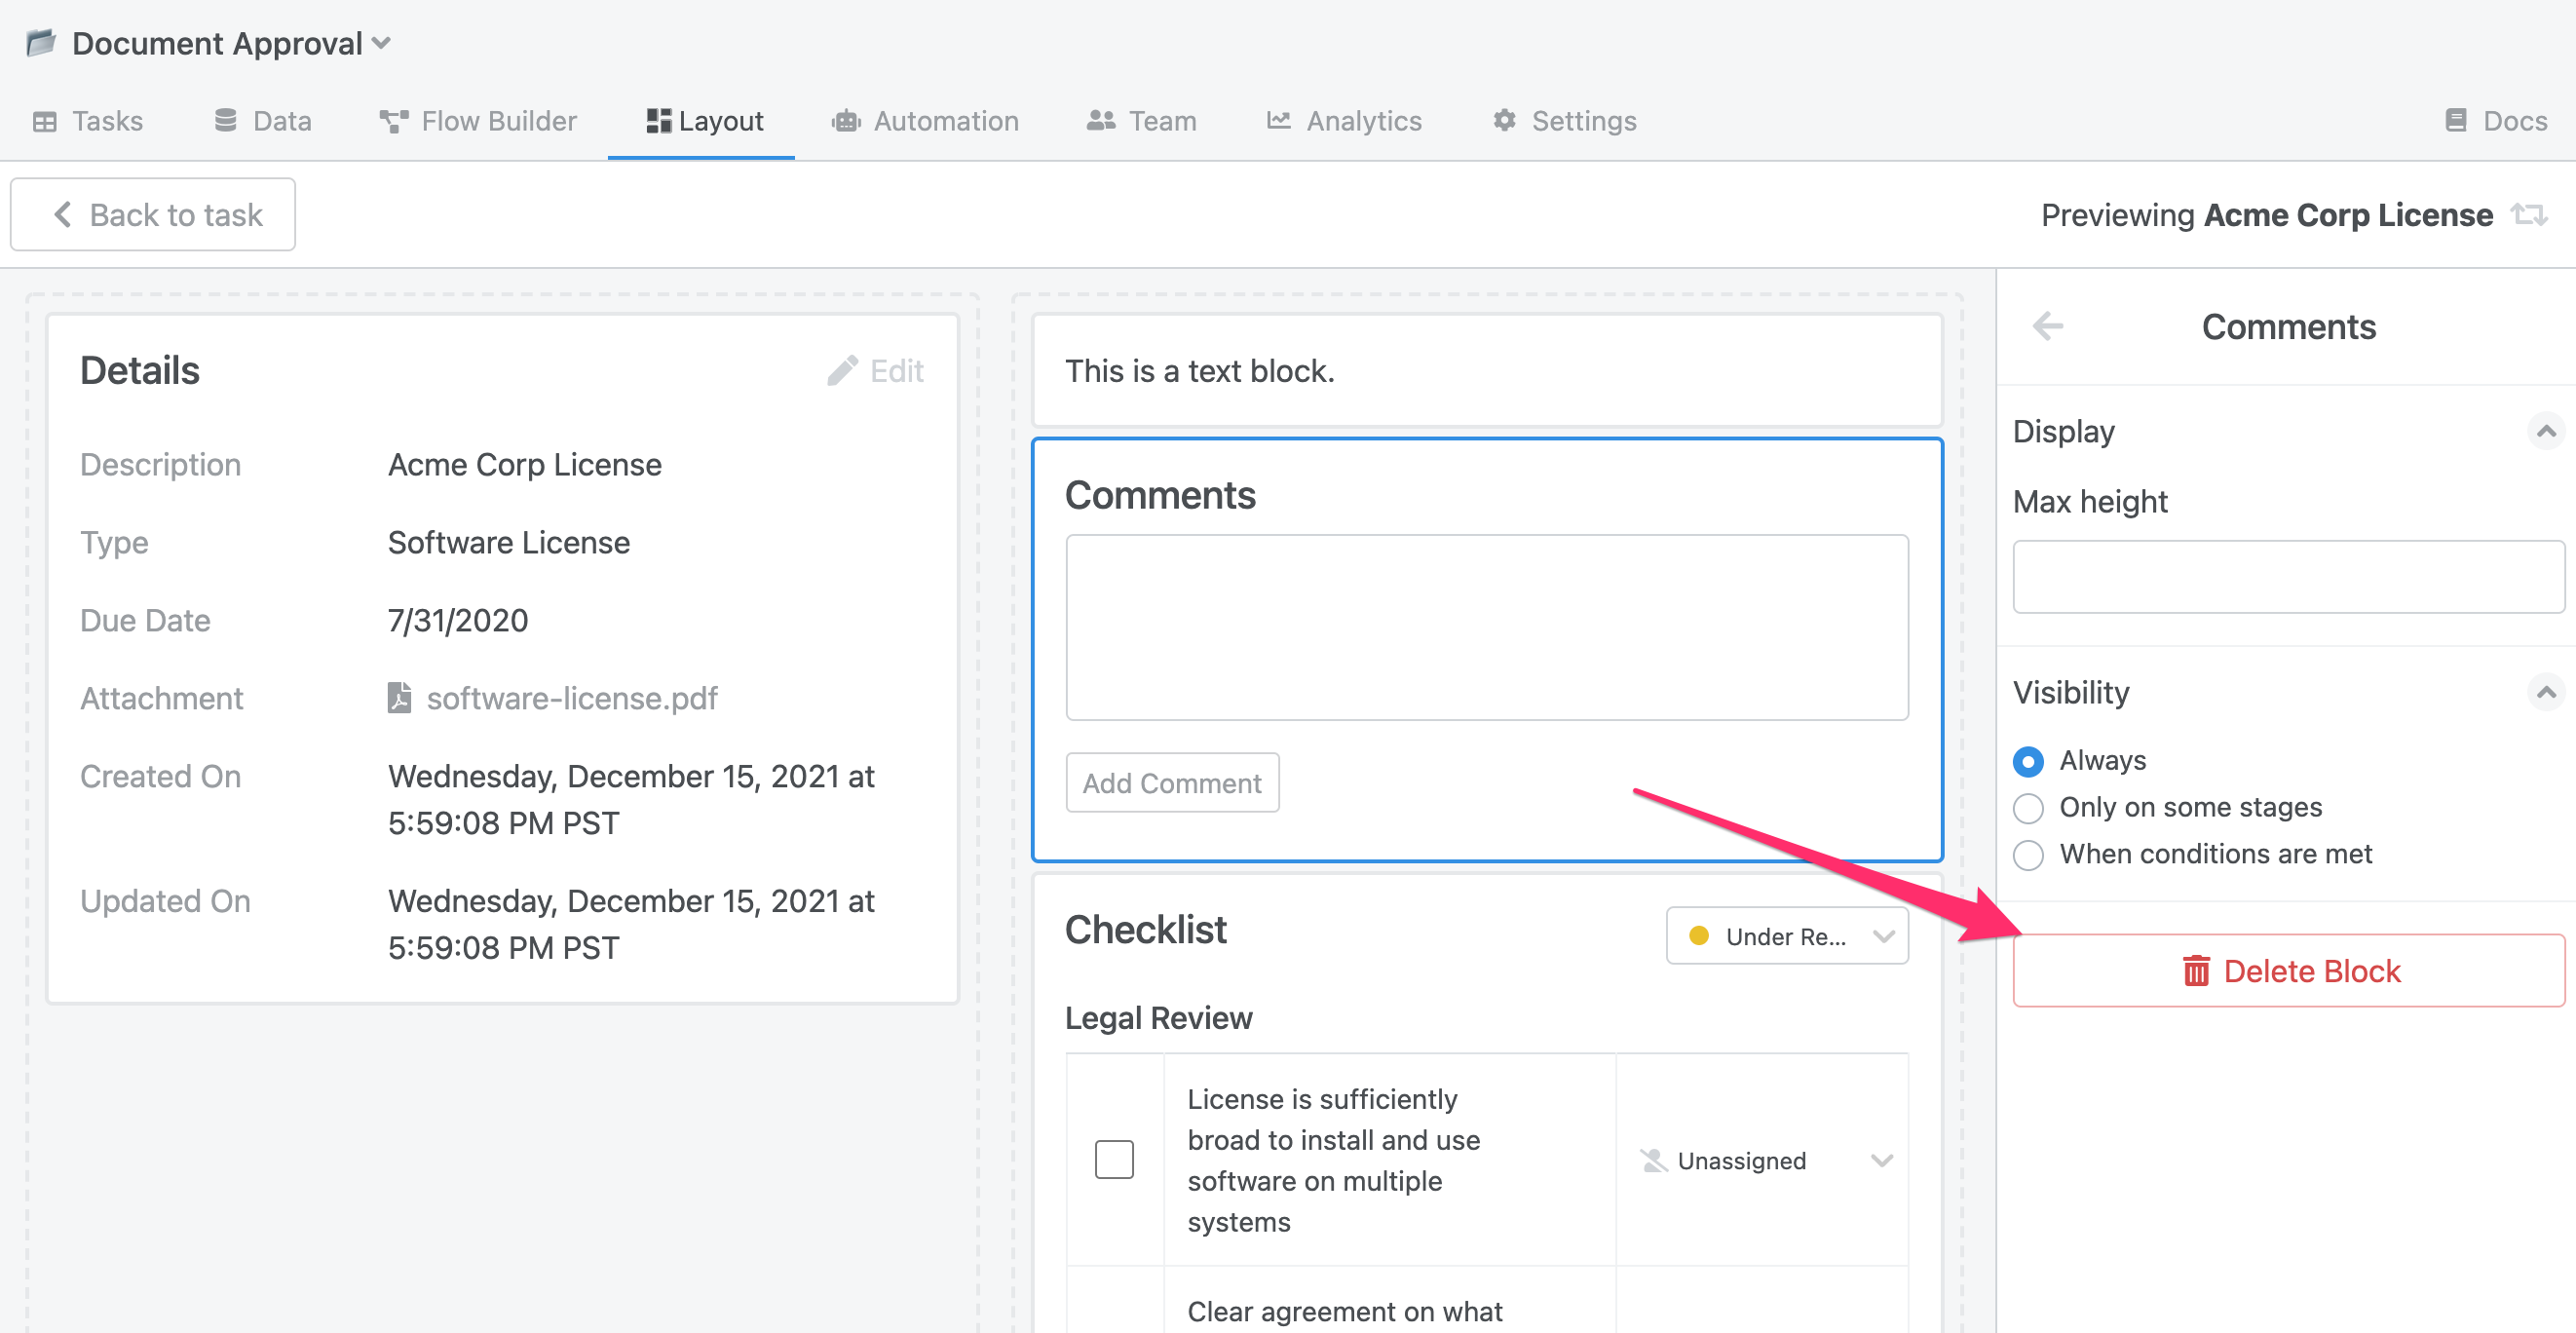 Document Approval
Tasks
Data
Flow Builder
Layout
Automation
Team
Analytics
Settings
Docs
Back to task
Previewing Acme Corp License
Details
Edit
Description
Acme Corp License
Type
Software License
Due Date
7/31/2020
Attachment
software-license.pdf
Created On
Wednesday, December 15, 2021 at
5:59:08 PM PST
Updated On
Wednesday, December 15, 2021 at
5:59:08 PM PST
This is a text block.
Comments
Add Comment
Checklist
Under Re...
Legal Review
License is sufficiently
broad to install and use
software on multiple
systems
Unassigned
Clear agreement on what
Comments
Display
Max height
Visibility
Always
Only on some stages
When conditions are met
Delete Block